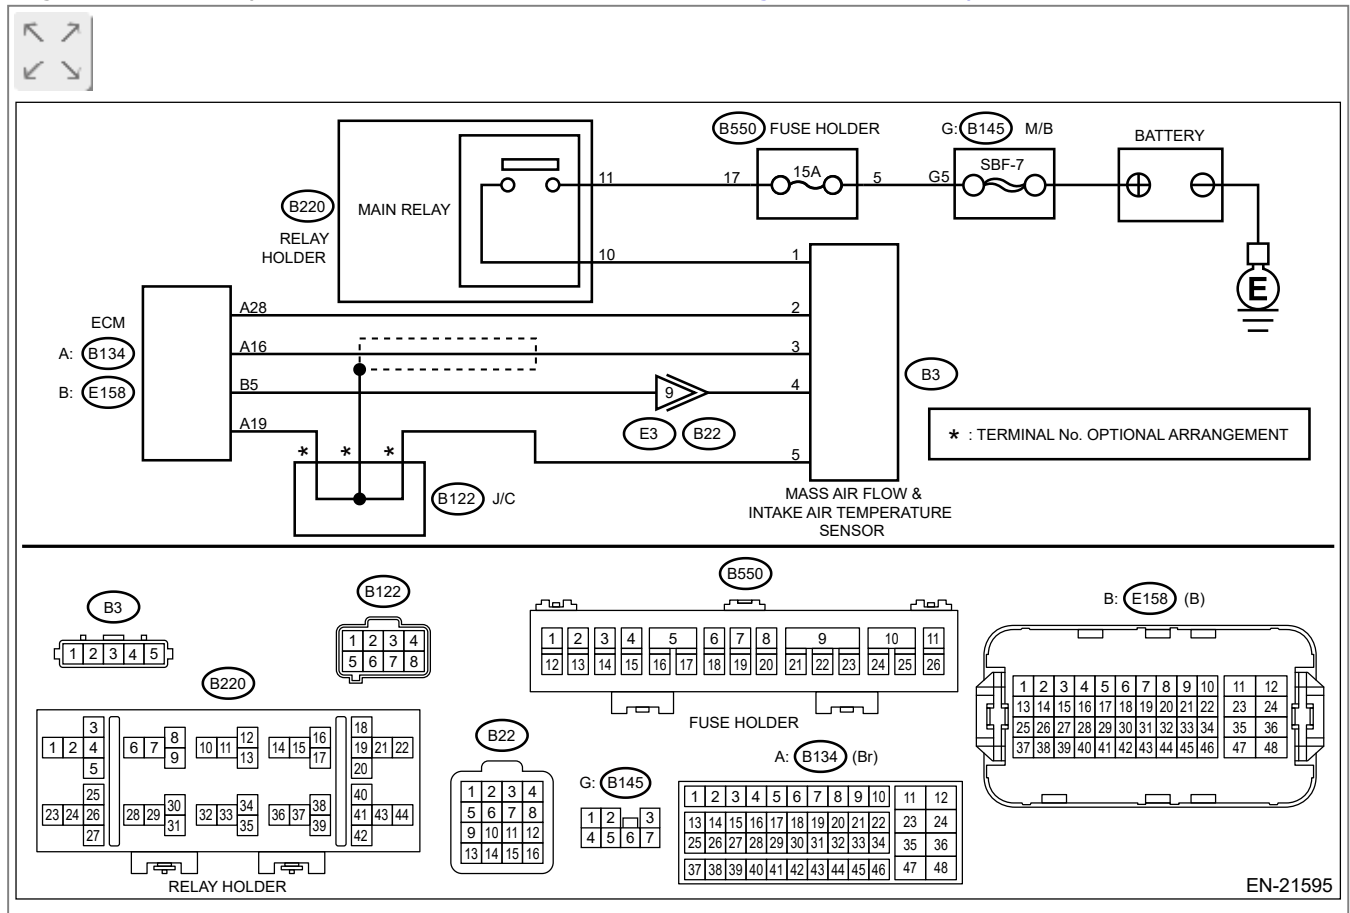 B550 FUSE HOLDER
G: B145 M/B
BATTERY
15A
SBF-7
11
17
5
G5
B220
MAIN RELAY
RELAY
HOLDER
10
1
A28
2
ECM
A16
3
A: B134
B3
B: E158
B5
9
4
E3
B22
A19
* : TERMINAL No. OPTIONAL ARRANGEMENT
* * *
5
B122 J/C
MASS AIR FLOW &
INTAKE AIR TEMPERATURE
SENSOR
E
B3
1 2 3 4 5
B122
1 2 3 4
5 6 7 8
B550
1 2 3 4 5 6 7 8 9 10 11
12 13 14 15 16 17 18 19 20 21 22 23 24 25 26
FUSE HOLDER
B: E158 (B)
1 2 3 4 5 6 7 8 9 10 11 12
13 14 15 16 17 18 19 20 21 22 23 24
25 26 27 28 29 30 31 32 33 34 35 36
37 38 39 40 41 42 43 44 45 46 47 48
B220
3 8 12 16 18
1 2 4 6 7 10 11 14 15 19 21 22
5 9 13 17 20
25 30 34 38 40
23 24 26 28 29 32 33 36 37 41 43 44
27 31 35 39 42
RELAY HOLDER
B22
1 2 3 4
5 6 7 8
9 10 11 12
13 14 15 16
G: B145
1 2 3
4 5 6 7
A: B134 (Br)
1 2 3 4 5 6 7 8 9 10 11 12
13 14 15 16 17 18 19 20 21 22 23 24
25 26 27 28 29 30 31 32 33 34 35 36
37 38 39 40 41 42 43 44 45 46 47 48
EN-21595